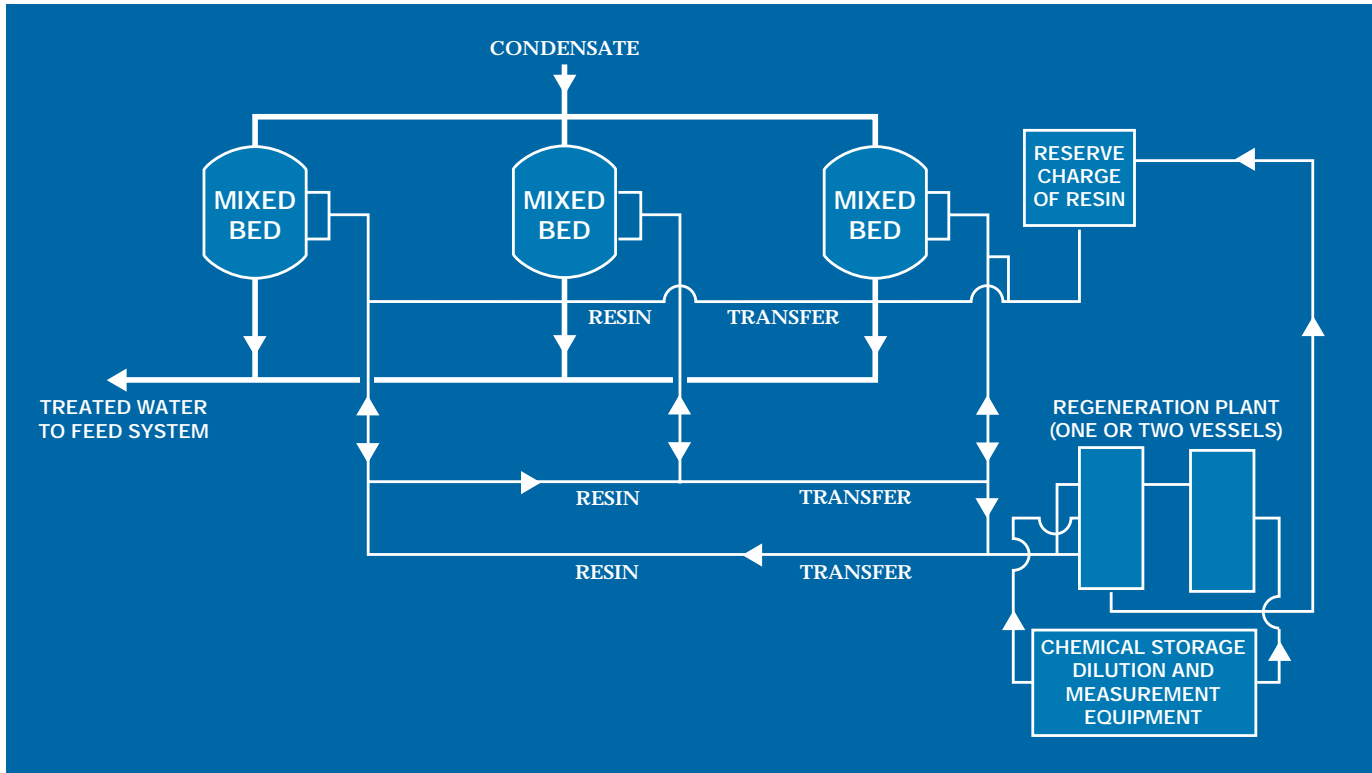 CONDENSATE
MIXED
BED
MIXED
BED
MIXED
BED
RESERVE
CHARGE
OF RESIN
RESIN TRANSFER
TREATED WATER
TO FEED SYSTEM
REGENERATION PLANT
(ONE OR TWO VESSELS)
RESIN TRANSFER
RESIN TRANSFER
CHEMICAL STORAGE
DILUTION AND
MEASUREMENT
EQUIPMENT